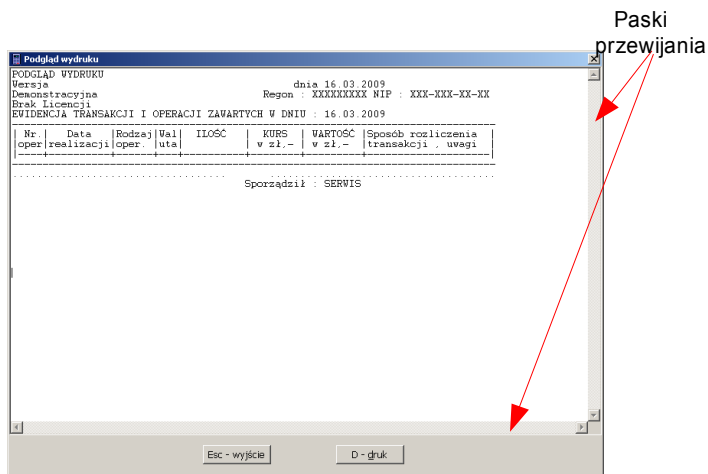 Paski
przewijania
Podgląd wydruku
PODGLĄD WYDRUKU
Wersja dnia 16.03.2009
Demonstracyjna Regon : XXXXXXXXX NIP : XXX-XXX-XX-XX
Brak Licencji
EWIDENCJA TRANSAKCJI I OPERACJI ZAWARTYCH W DNIU : 16.03.2009
| Nr.| Data |Rodzaj|Wal| ILOŚĆ | KURS | WARTOŚĆ |Sposób rozliczenia |
|oper|realizacji|oper. |uta| | w zł,- | w zł,- |transakcji , uwagi |
Sporządził : SERWIS
Esc - wyjście D - druk